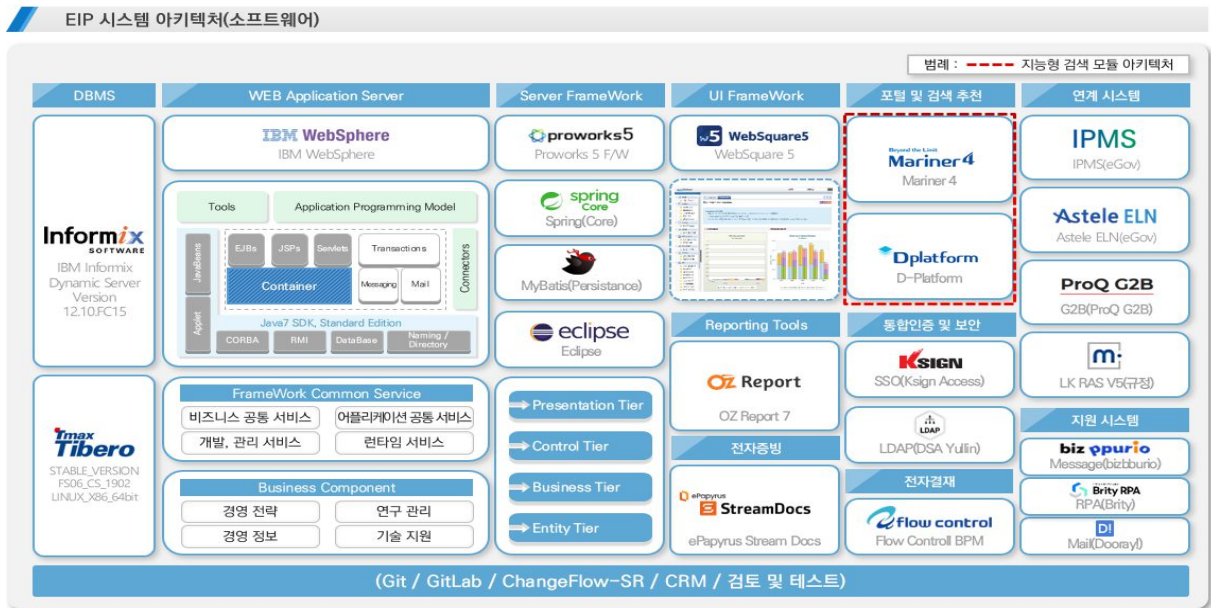 EIP 시스템 아키텍처(소프트웨어)
범례 : 지능형 검색 모듈 아키텍처
DBMS
WEB Application Server
Server FrameWork
UI FrameWork
포털 및 검색 추천
연계 시스템
Informix
SOFTWARE
IBM Informix
Dynamic Server
Version
12.10.FC15
Tmax
Tibero
STABLE_VERSION
FS06_CS_1902
LINUX_X86_64bit
IBM WebSphere
IBM WebSphere
Tools
Application Programming Model
JavaBeans
Applet
EJBs
JSPs
Servlets
Transactions
Container
Messaging
Mail
Connectors
Java7 SDK, Standard Edition
CORBA
RMI
DataBase
Naming /
Directory
FrameWork Common Service
비즈니스 공통 서비스
어플리케이션 공통 서비스
개발, 관리 서비스
런타임 서비스
Business Component
경영 전략
연구 관리
경영 정보
기술 지원
proworks5
Proworks 5 F/W
spring
Core
Spring(Core)
MyBatis(Persistance)
eclipse
Eclipse
Presentation Tier
Control Tier
Business Tier
Entity Tier
w5 WebSquare5
WebSquare 5
Reporting Tools
OZ Report
OZ Report 7
전자증빙
ePapyrus
StreamDocs
ePapyrus Stream Docs
Beyond the Limit
Mariner4
Mariner 4
Dplatform
D-Platform
통합인증 및 보안
KSIGN
SSO(Ksign Access)
LDAP
LDAP(DSA Yullin)
전자결재
flow control
Flow Controll BPM
IPMS
IPMS(eGov)
Astele ELN
Astele ELN(eGov)
ProQ G2B
G2B(ProQ G2B)
m:
LK RAS V5(규정)
지원 시스템
biz ppurio
Message(bizbburio)
Brity RPA
RPA(Brity)
D!
Mail(Dooray!)
(Git / GitLab / ChangeFlow-SR / CRM / 검토 및 테스트)